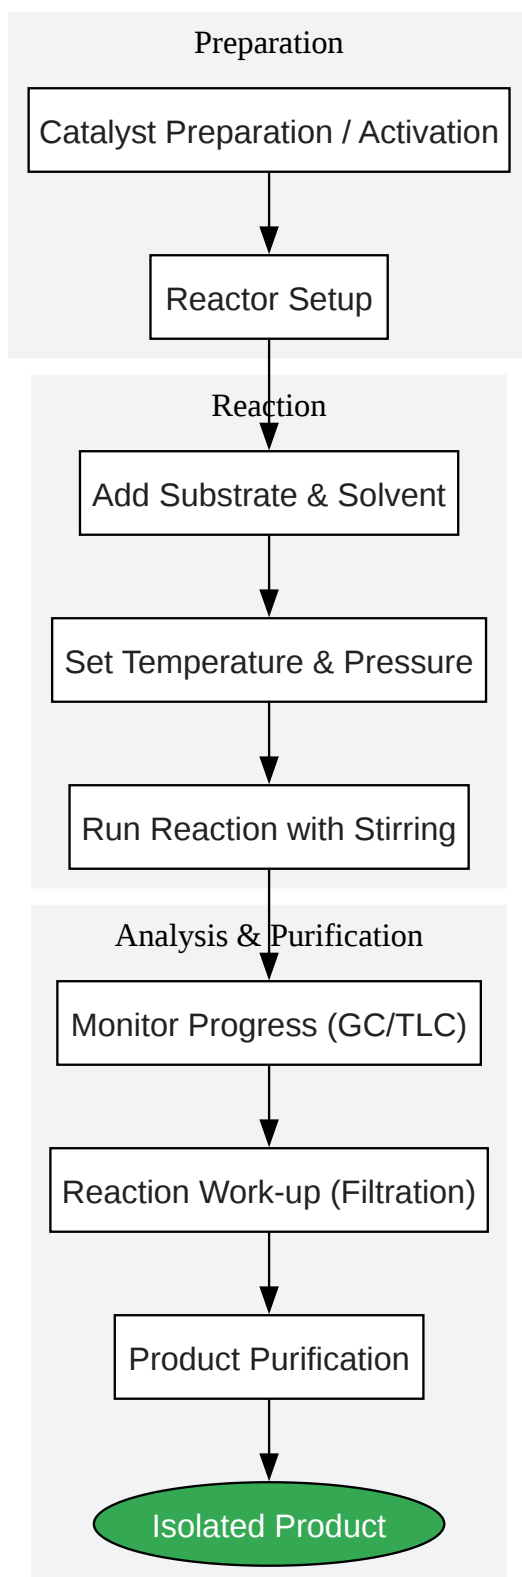 Preparation
Catalyst Preparation / Activation
Reactor Setup
Reaction
Add Substrate & Solvent
Set Temperature & Pressure
Run Reaction with Stirring
Analysis & Purification
Monitor Progress (GC/TLC)
Reaction Work-up (Filtration)
Product Purification
Isolated Product